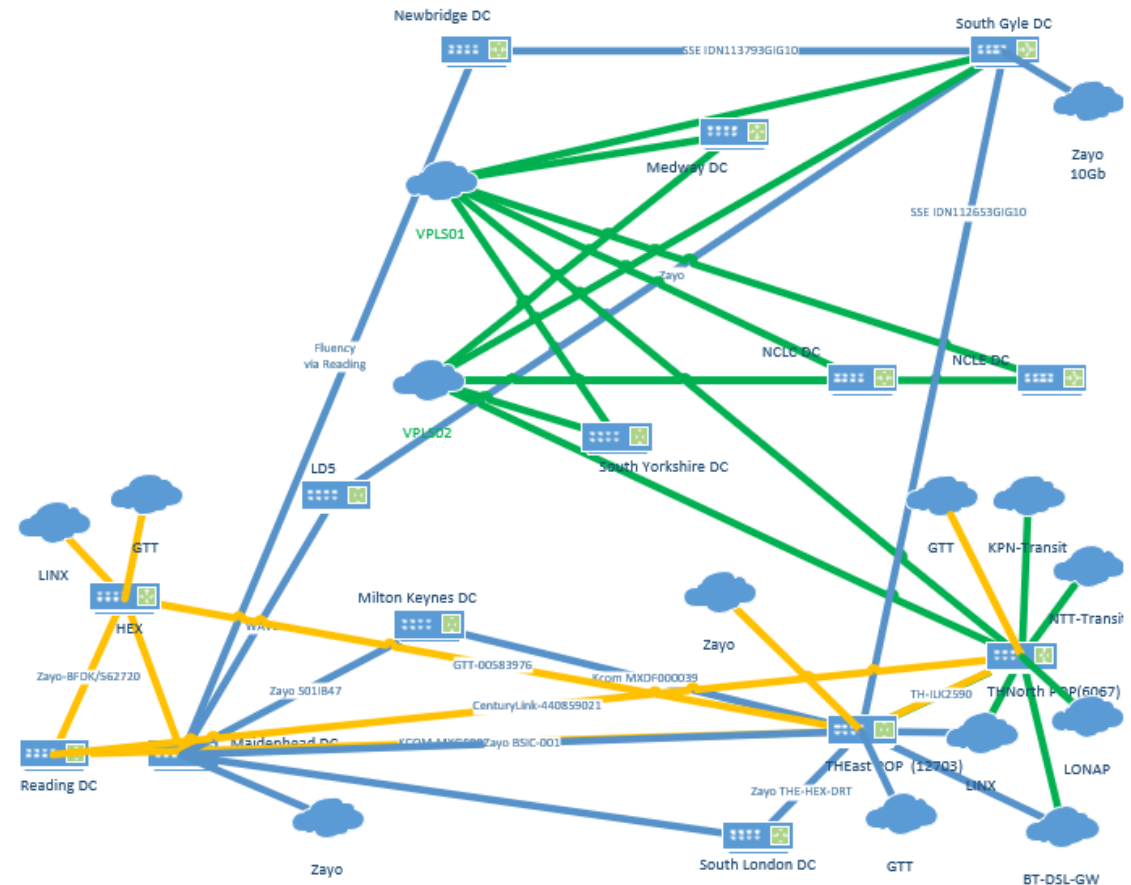 Newbridge DC
South Gyle DC
SSE IDN113793GIG10
Zayo
10Gb
Medway DC
SSE IDN112653GIG10
VPLS01
Zayo
Fluency
via Reading
NCLC DC
NCLE DC
VPLS02
South Yorkshire DC
LD5
GTT
LINX
HEX
GTT
KPN-Transit
NTT-Transit
Milton Keynes DC
Zayo
GTT-00583976
Kcom MXDF000039
Zayo-BFDK/562720
Zayo 501IB47
TH-ILK2590
THNorth POP(6067)
CenturyLink-440859021
Maidenhead DC
KCOM
Zayo BSIC-001
Reading DC
THEast POP (12703)
LONAP
LINX
Zayo THE-HEX-DRT
Zayo
South London DC
GTT
BT-DSL-GW